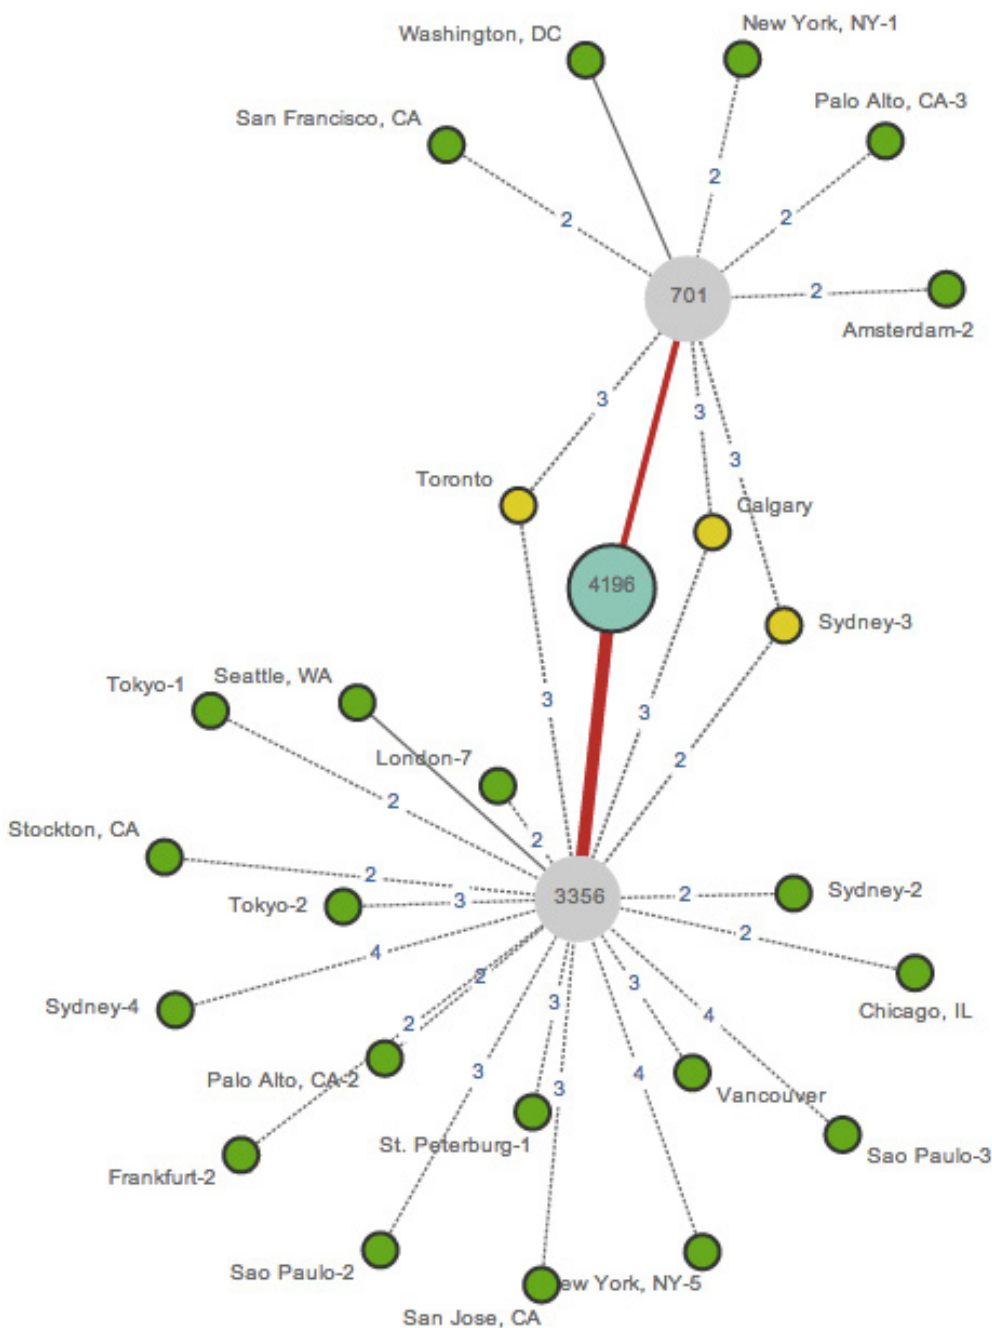 New York, NY-1
Washington, DC
Palo Alto, CA-3
San Francisco, CA
2
2
2
2
701
2
Amsterdam-2
3
3
3
Toronto
Calgary
4196
Sydney-3
Seattle, WA
Tokyo-1
3
3
London-7
2
2
2
Stockton, CA
2
Sydney-2
3356
2
Tokyo-2
3
2
4
2
3
Sydney-4
3
Chicago, IL
4
2
3
4
Palo Alto, CA-2
3
Vancouver
St. Peterburg-1
Sao Paulo-3
Frankfurt-2
Sao Paulo-2
ew York, NY-5
San Jose, CA